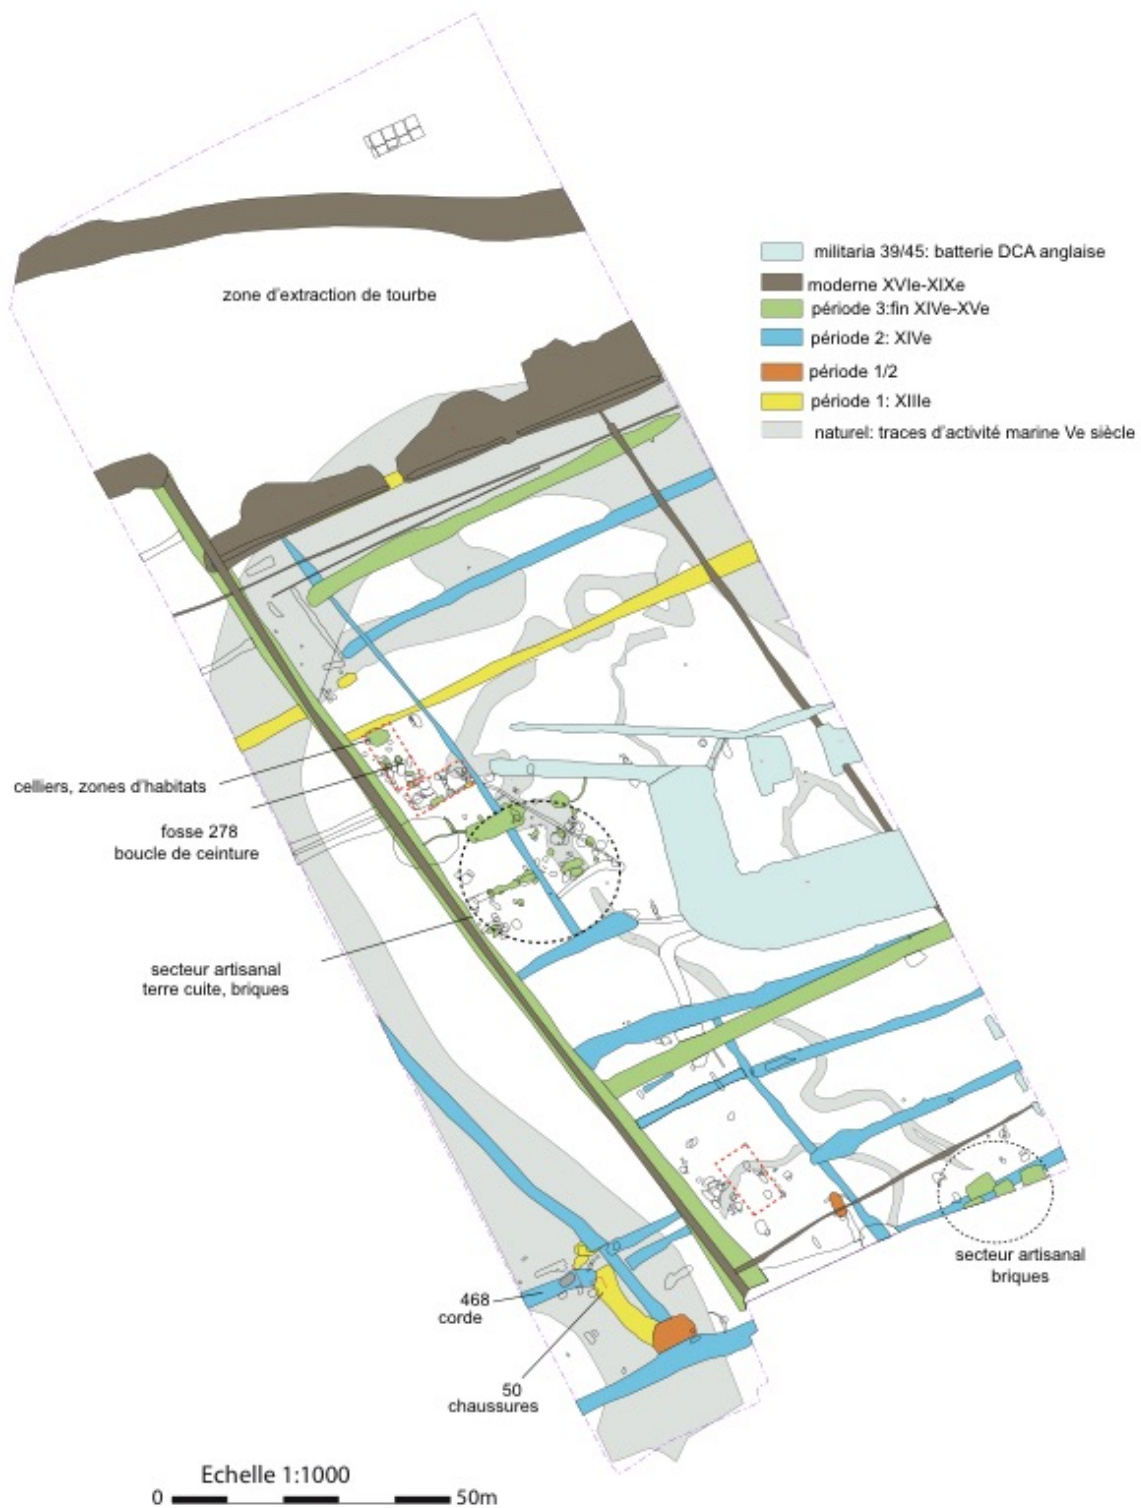 militaria 39/45: batterie DCA anglaise
zone d'extraction de tourbe
moderne XVIe-XIXe
période 3:fin XIVe-XVe
période 2: XIVe
période 1/2
période 1: XIIIe
naturel: traces d'activité marine Ve siècle
celliers, zones d'habitats
fosse 278
boucle de ceinture
secteur artisanal
terre cuite, briques
secteur artisanal
briques
468
corde
50
chaussures
Echelle 1:1000
0 50m